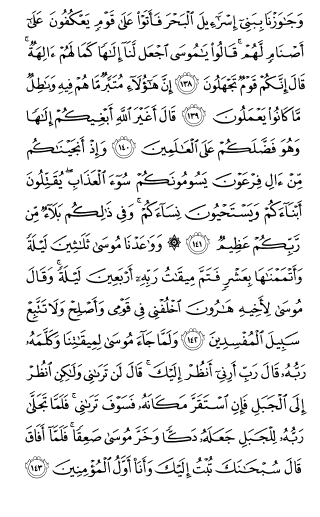 وَجَٰوَزْنَا بِبَنِىٓ إِسْرَٰٓءِيلَ ٱلْبَحْرَ فَأَتَوْا۟ عَلَىٰ قَوْمٍ يَعْكُفُونَ عَلَىٰٓ
أَصْنَامٍ لَّهُمْ ۚ قَالُوا۟ يَٰمُوسَى ٱجْعَل لَّنَآ إِلَٰهًا كَمَا لَهُمْ ءَالِهَةٌ ۚ
قَالَ إِنَّكُمْ قَوْمٌ تَجْهَلُونَ ١٣٨ إِنَّ هَٰٓؤُلَآءِ مُتَبَّرٌ مَّا هُمْ فِيهِ وَبَٰطِلٌ
مَّا كَانُوا۟ يَعْمَلُونَ ١٣٩ قَالَ أَغَيْرَ ٱللَّهِ أَبْغِيكُمْ إِلَٰهًا
وَهُوَ فَضَّلَكُمْ عَلَى ٱلْعَٰلَمِينَ ١٤٠ وَإِذْ أَنجَيْنَٰكُم
مِّنْ ءَالِ فِرْعَوْنَ يَسُومُونَكُمْ سُوٓءَ ٱلْعَذَابِ ۖ يُقَتِّلُونَ
أَبْنَآءَكُمْ وَيَسْتَحْيُونَ نِسَآءَكُمْ ۚ وَفِى ذَٰلِكُم بَلَآءٌ مِّن
رَّبِّكُمْ عَظِيمٌ ١٤١ ۞ وَوَٰعَدْنَا مُوسَىٰ ثَلَٰثِينَ لَيْلَةً
وَأَتْمَمْنَٰهَا بِعَشْرٍ فَتَمَّ مِيقَٰتُ رَبِّهِۦٓ أَرْبَعِينَ لَيْلَةً ۚ وَقَالَ
مُوسَىٰ لِأَخِيهِ هَٰرُونَ ٱخْلُفْنِى فِى قَوْمِى وَأَصْلِحْ وَلَا تَتَّبِعْ
سَبِيلَ ٱلْمُفْسِدِينَ ١٤٢ وَلَمَّا جَآءَ مُوسَىٰ لِمِيقَٰتِنَا وَكَلَّمَهُۥ
رَبُّهُۥ قَالَ رَبِّ أَرِنِىٓ أَنظُرْ إِلَيْكَ ۚ قَالَ لَن تَرَىٰنِى وَلَٰكِنِ ٱنظُرْ
إِلَى ٱلْجَبَلِ فَإِنِ ٱسْتَقَرَّ مَكَانَهُۥ فَسَوْفَ تَرَىٰنِى ۚ فَلَمَّا تَجَلَّىٰ
رَبُّهُۥ لِلْجَبَلِ جَعَلَهُۥ دَكًّا وَخَرَّ مُوسَىٰ صَعِقًا ۚ فَلَمَّآ أَفَاقَ
قَالَ سُبْحَٰنَكَ تُبْتُ إِلَيْكَ وَأَنَا۠ أَوَّلُ ٱلْمُؤْمِنِينَ ١٤٣